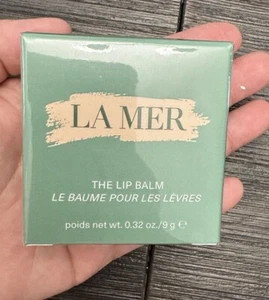 LA MER
THE LIP BALM
LE BAUME POUR LES LÈVRES
poids net wt. 0.32 oz./9 g ℮